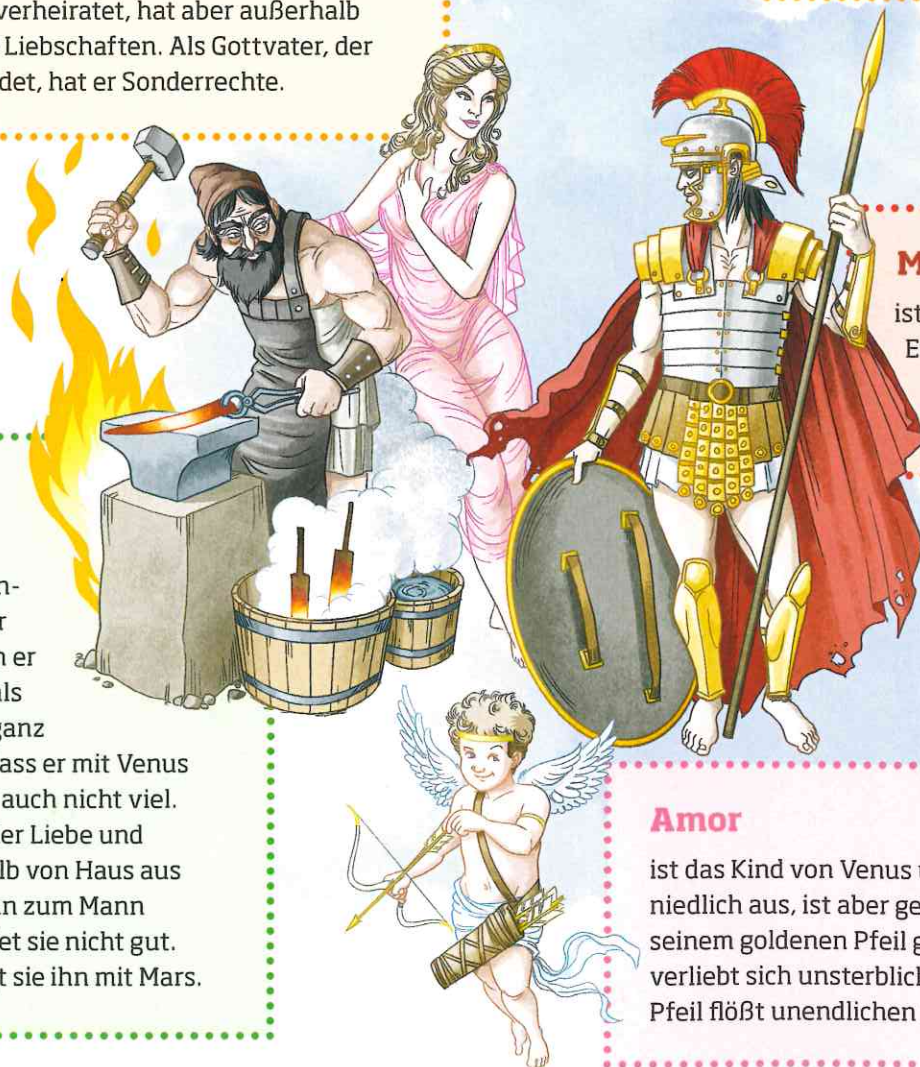 verheiratet, hat aber außerhalb
Liebschaften. Als Gottvater, der
det, hat er Sonderrechte.
M
ist
E
n-
r
n er
als
ganz
ass er mit Venus
auch nicht viel.
er Liebe und
lb von Haus aus
n zum Mann
et sie nicht gut.
t sie ihn mit Mars.
Amor
ist das Kind von Venus
niedlich aus, ist aber ge
seinem goldenen Pfeil g
verliebt sich unsterblich
Pfeil flößt unendlichen